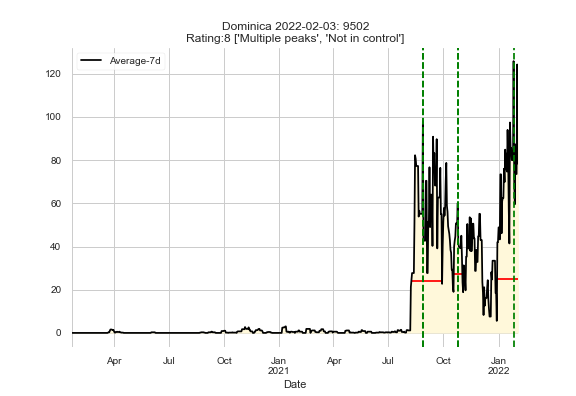 Dominica 2022-02-03: 9502
Rating:8 ['Multiple peaks', 'Not in control']
Average-7d
120
100
80
60
40
20
0
Apr Jul Oct Jan Apr Jul Oct Jan
2021 2022
Date